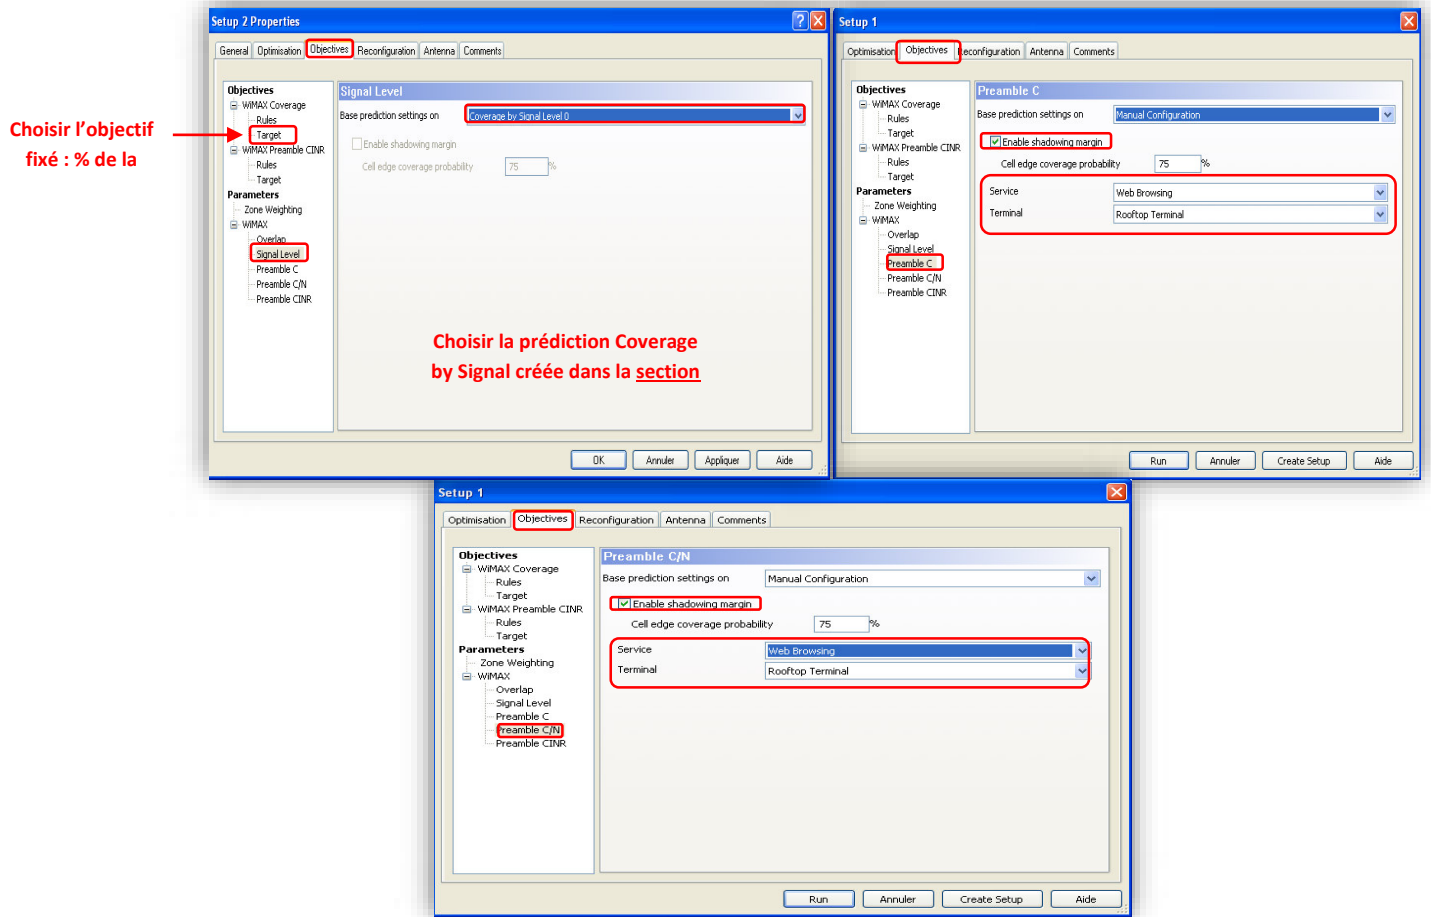 Choisir l'objectif
fixé : % de la
Setup 2 Properties
General Optimisation Objectives Reconfiguration Antenna Comments
Objectives
WiMAX Coverage
Rules
Target
WiMAX Preamble CINR
Rules
Target
Parameters
Zone Weighting
WiMAX
Overlap
Signal Level
Preamble C
Preamble C/N
Preamble CINR
Signal Level
Base prediction settings on Coverage by Signal Level 0
Enable shadowing margin
Cell edge coverage probability 75 %
Choisir la prédiction Coverage
by Signal créée dans la section
OK Annuler Appliquer Aide
Setup 1
Optimisation Objectives Reconfiguration Antenna Comments
Objectives
WiMAX Coverage
Rules
Target
WiMAX Preamble CINR
Rules
Target
Parameters
Zone Weighting
WiMAX
Overlap
Signal Level
Preamble C
Preamble C/N
Preamble CINR
Preamble C
Base prediction settings on Manual Configuration
Enable shadowing margin
Cell edge coverage probability 75 %
Service Web Browsing
Terminal Rooftop Terminal
Run Annuler Create Setup Aide
Setup 1
Optimisation Objectives Reconfiguration Antenna Comments
Objectives
WiMAX Coverage
Rules
Target
WiMAX Preamble CINR
Rules
Target
Parameters
Zone Weighting
WiMAX
Overlap
Signal Level
Preamble C
Preamble C/N
Preamble CINR
Preamble C/N
Base prediction settings on Manual Configuration
Enable shadowing margin
Cell edge coverage probability 75 %
Service Web Browsing
Terminal Rooftop Terminal
Run Annuler Create Setup Aide